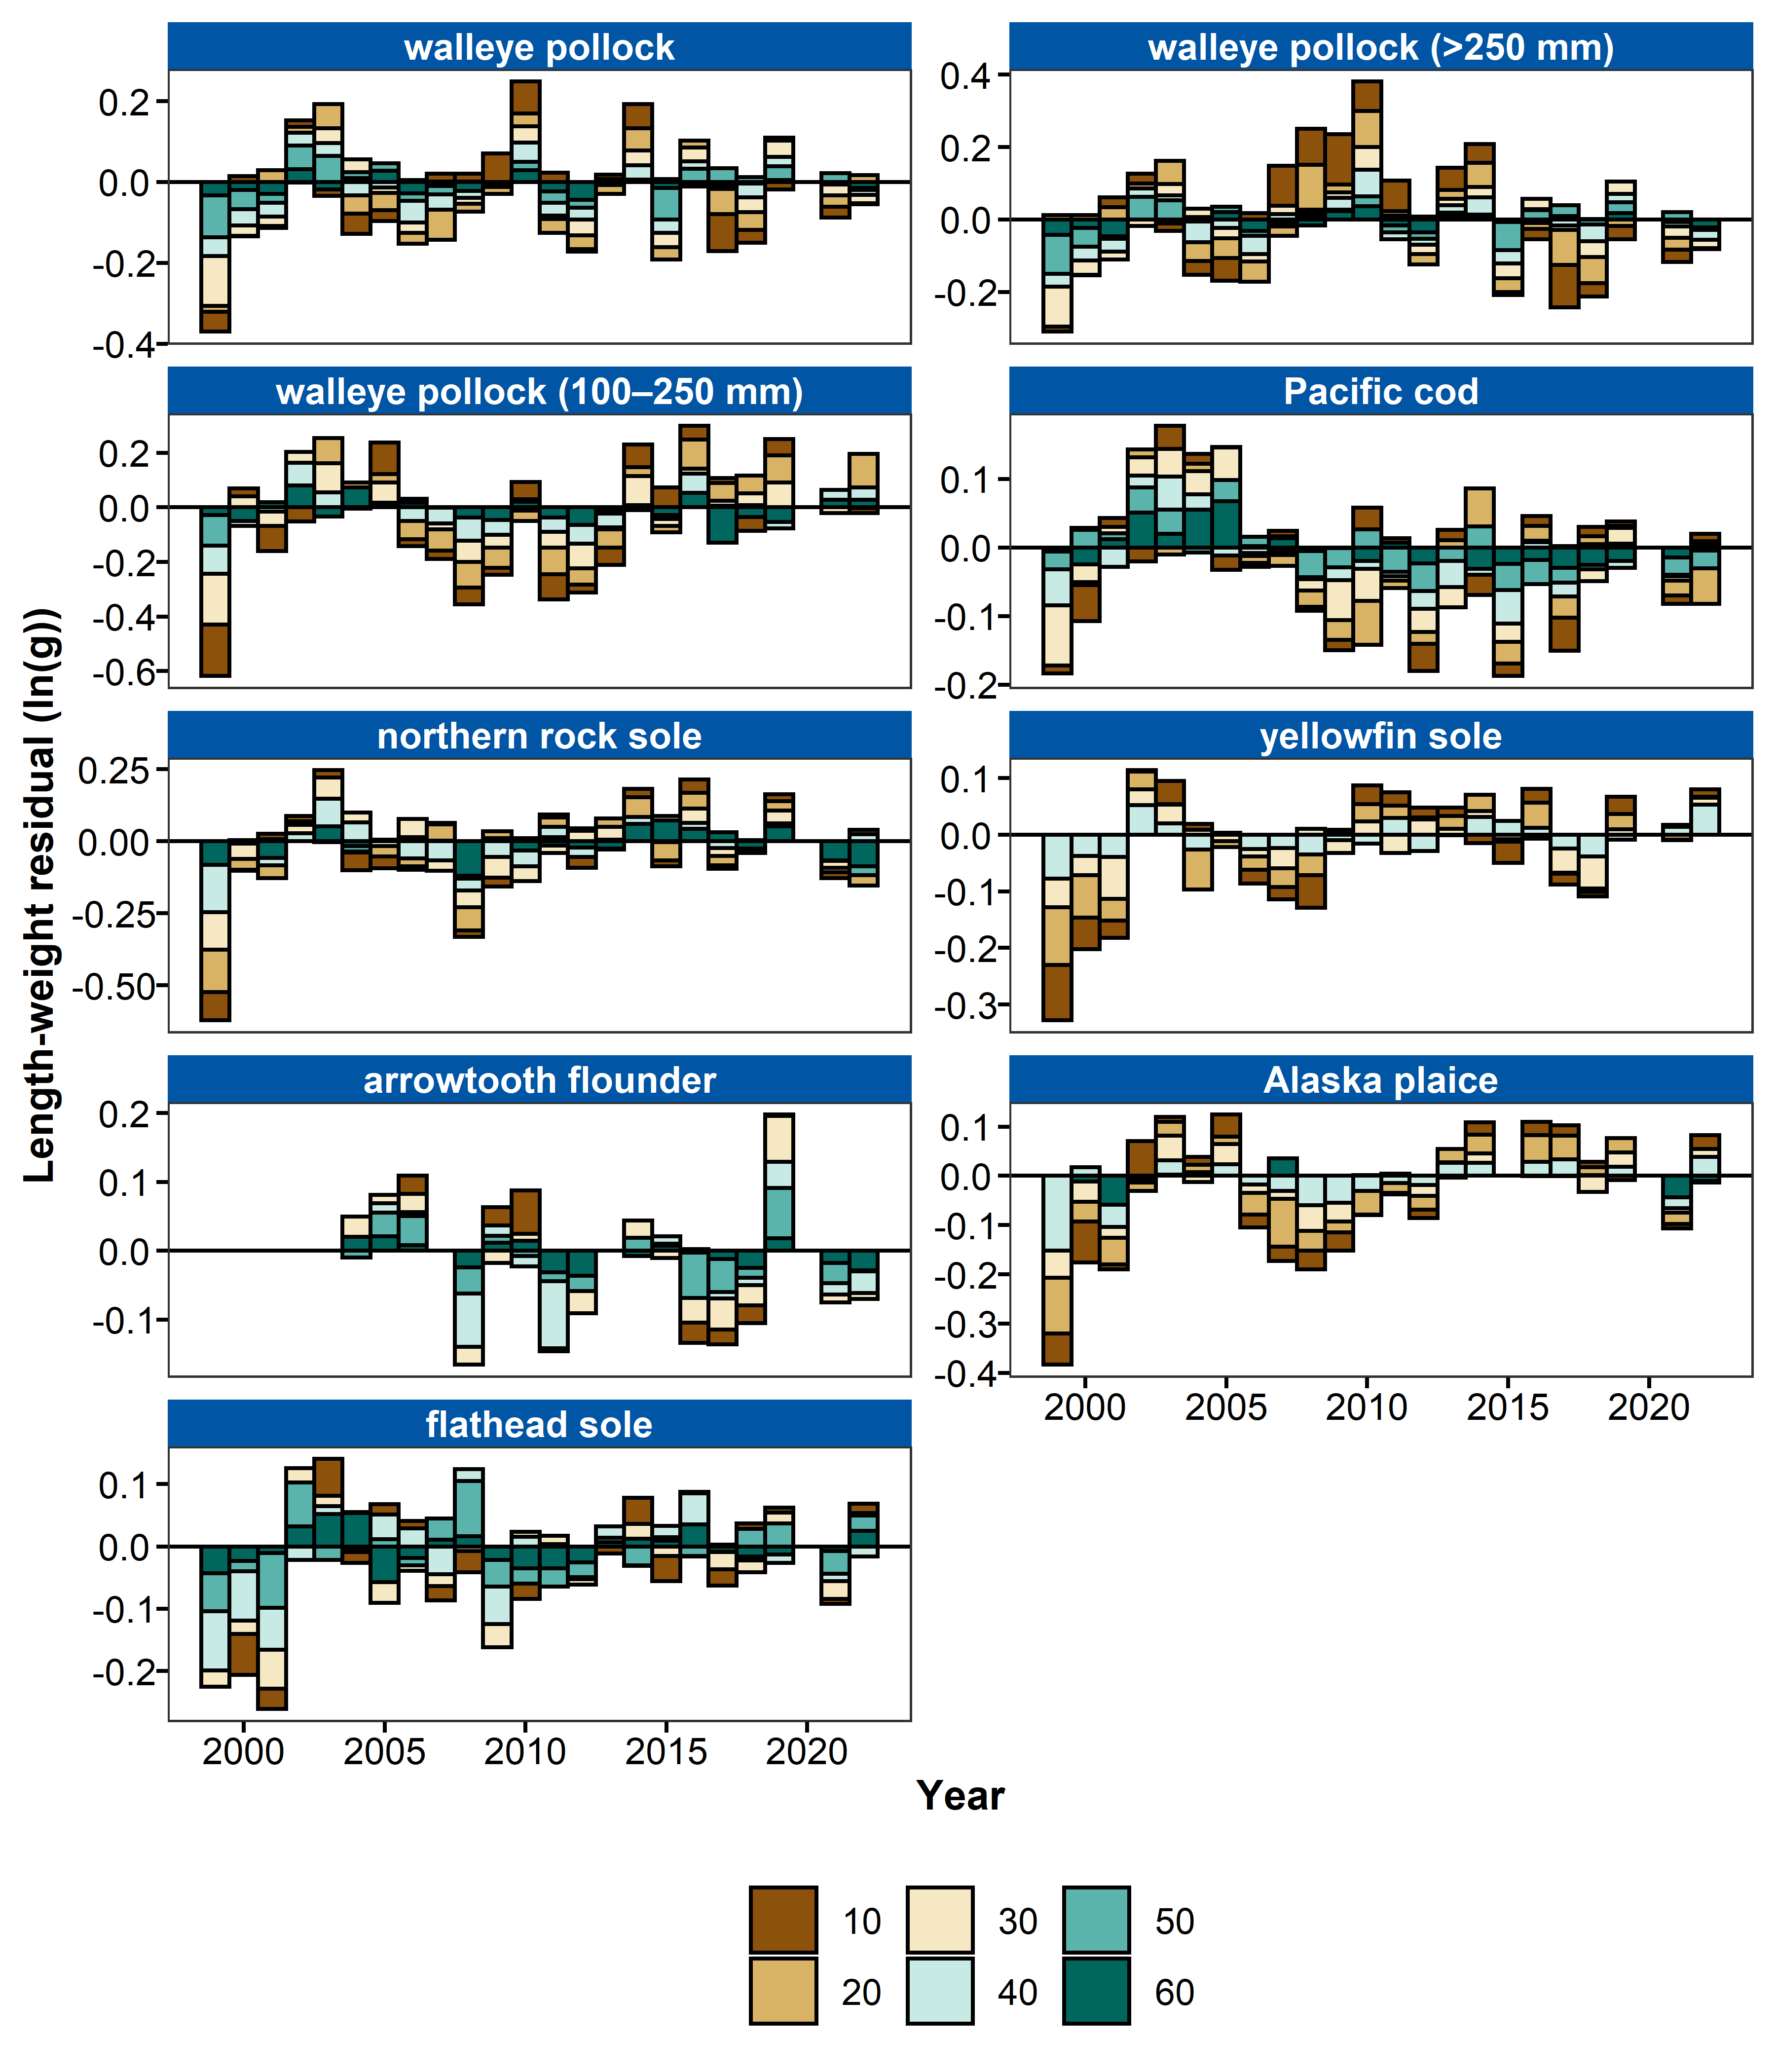 walleye pollock
walleye pollock (>250 mm)
0.2
0.0
-0.2
-0.4
0.4
0.2
0.0
-0.2
walleye pollock (100–250 mm)
Pacific cod
0.2
0.0
-0.2
-0.4
-0.6
0.1
0.0
-0.1
-0.2
northern rock sole
yellowfin sole
0.25
0.00
-0.25
-0.50
0.1
0.0
-0.1
-0.2
-0.3
arrowtooth flounder
Alaska plaice
0.2
0.1
0.0
-0.1
0.1
0.0
-0.1
-0.2
-0.3
-0.4
2000 2005 2010 2015 2020
flathead sole
0.1
0.0
-0.1
-0.2
2000 2005 2010 2015 2020
Length-weight residual (ln(g))
Year
10 30 50
20 40 60